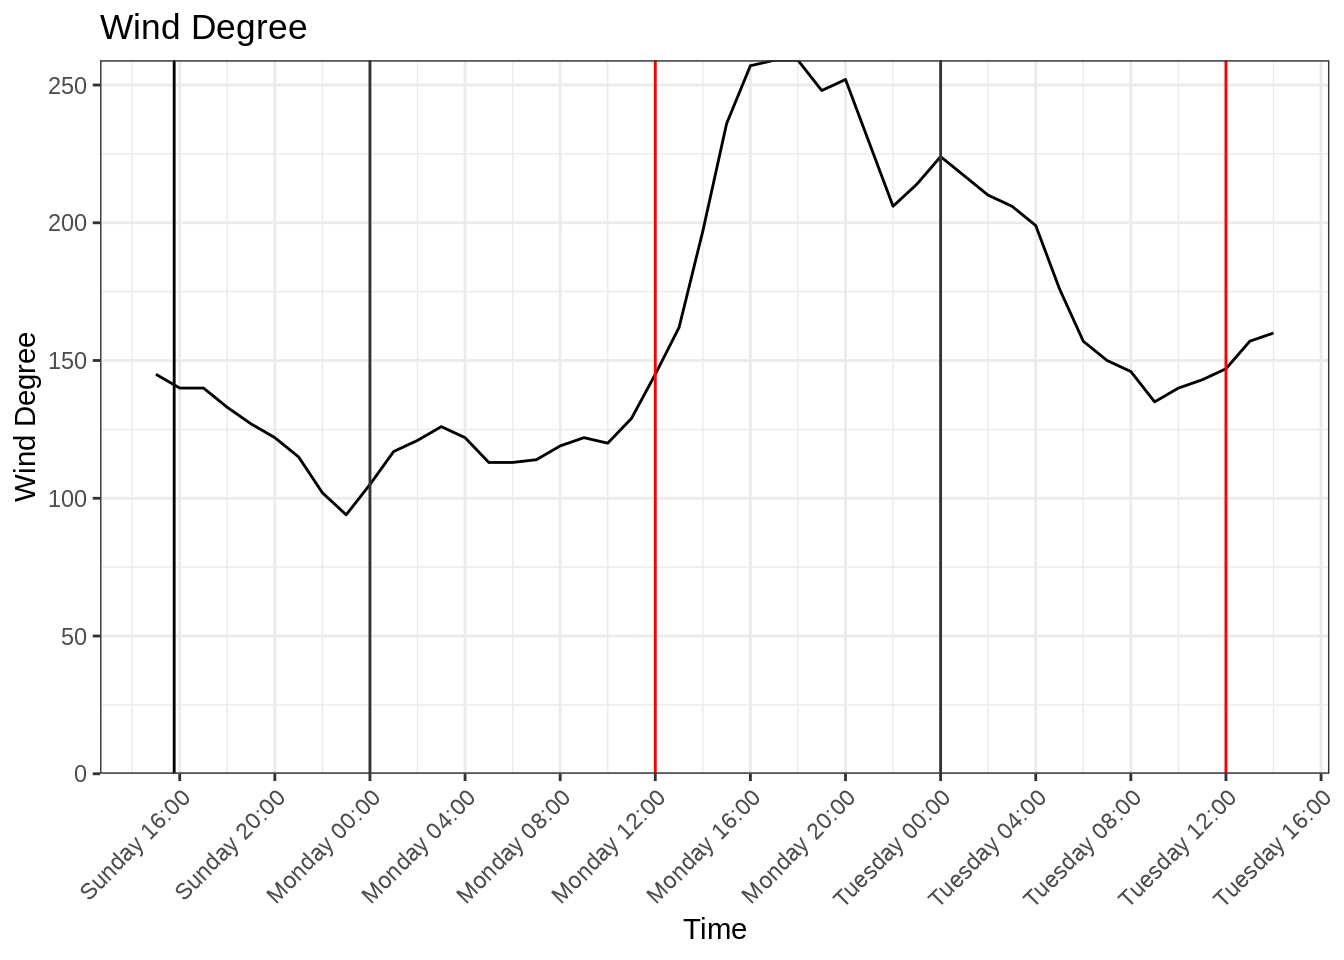 Wind Degree
250
200
150
100
50
0
Wind Degree
Sunday 16:00
Sunday 20:00
Monday 00:00
Monday 04:00
Monday 08:00
Monday 12:00
Monday 16:00
Monday 20:00
Tuesday 00:00
Tuesday 04:00
Tuesday 08:00
Tuesday 12:00
Tuesday 16:00
Time